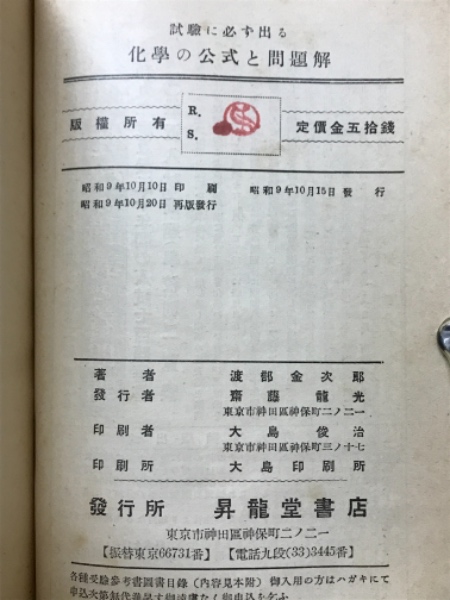 試驗に必ず出る
化學の公式と問題解
版權所有
R.
S.
定價金五拾錢
昭和9年10月10日 印刷
昭和9年10月15日 發行
昭和9年10月20日 再版發行
著者 渡部金次郎
發行者 齋藤龍光
東京市神田區神保町二ノ二一
印刷者 大島俊治
東京市神田區神保町三ノ十七
印刷所 大島印刷所
發行所 昇龍堂書店
東京市神田區神保町二ノ二一
【振替東京06731番】【電話九段(33)3445番】
各種受驗參考書圖書目錄(內容見本附)御入用の方はハガキにて
申込次第